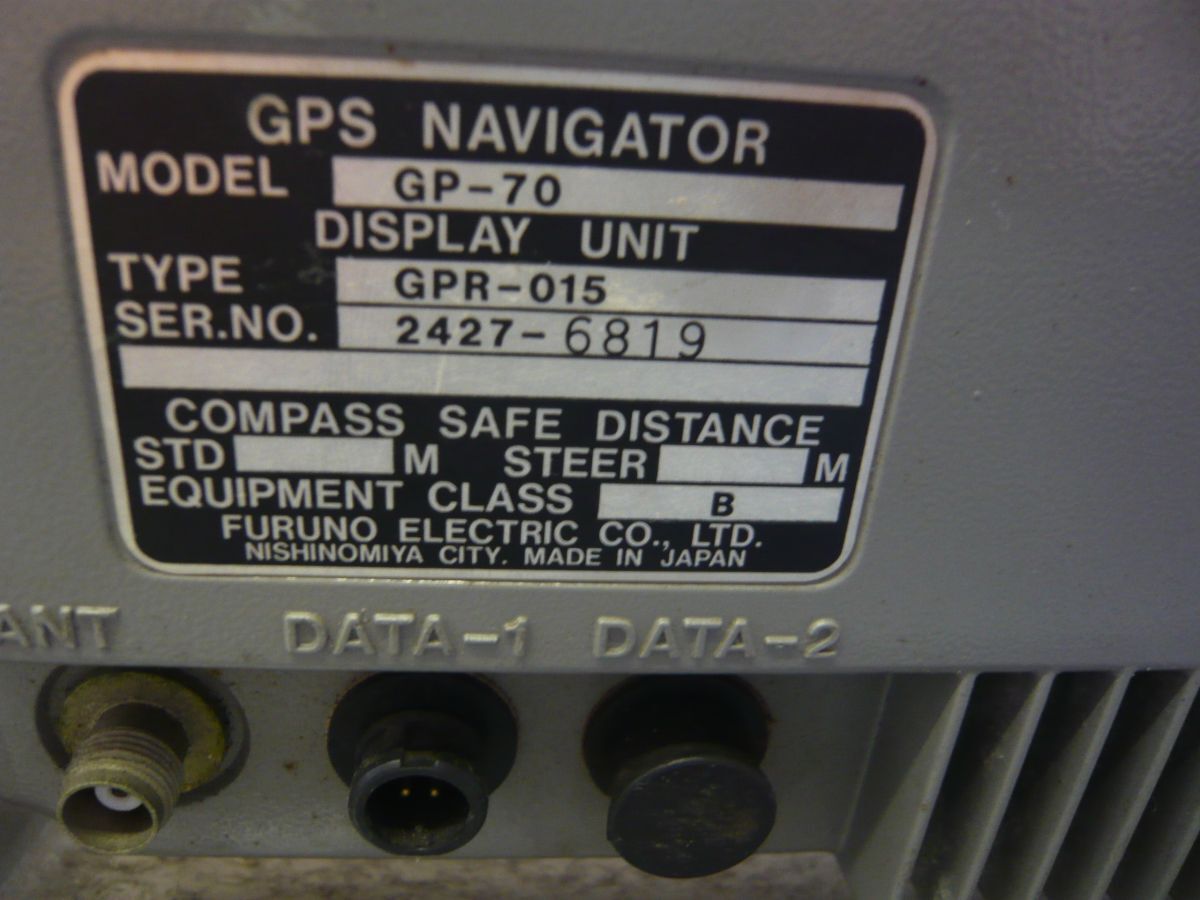 GPS NAVIGATOR
MODEL GP-70
DISPLAY UNIT
TYPE GPR-015
SER.NO. 2427-6819
COMPASS SAFE DISTANCE
STD M STEER M
EQUIPMENT CLASS B
FURUNO ELECTRIC CO., LTD.
NISHINOMIYA CITY. MADE IN JAPAN
ANT DATA-1 DATA-2